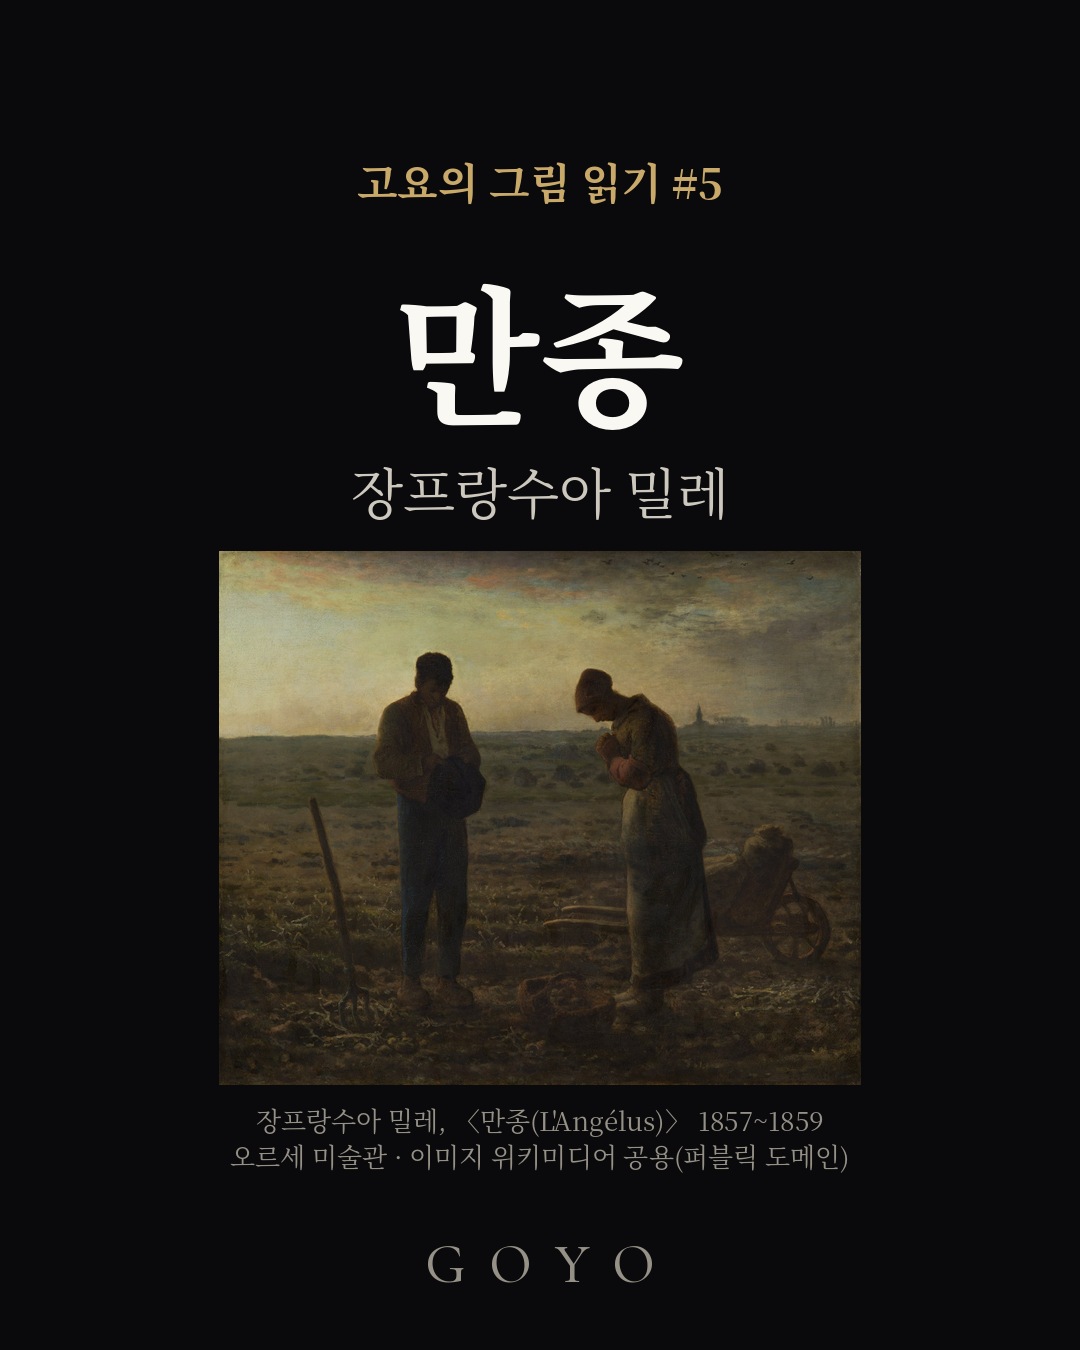 고요의 그림 읽기 #5
만종
장프랑수아 밀레
장프랑수아 밀레, 〈만종(L'Angélus)〉 1857~1859
오르세 미술관 · 이미지 위키미디어 공용(퍼블릭 도메인)
GOYO